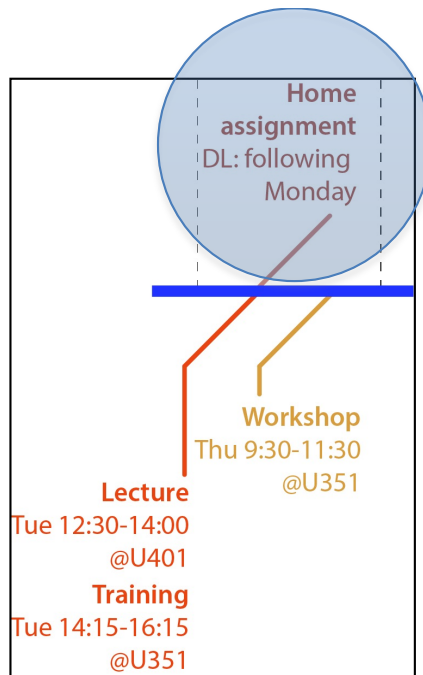 Home
assignment
DL: following
Monday
Workshop
Thu 9:30-11:30
@U351
Lecture
Tue 12:30-14:00
@U401
Training
Tue 14:15-16:15
@U351